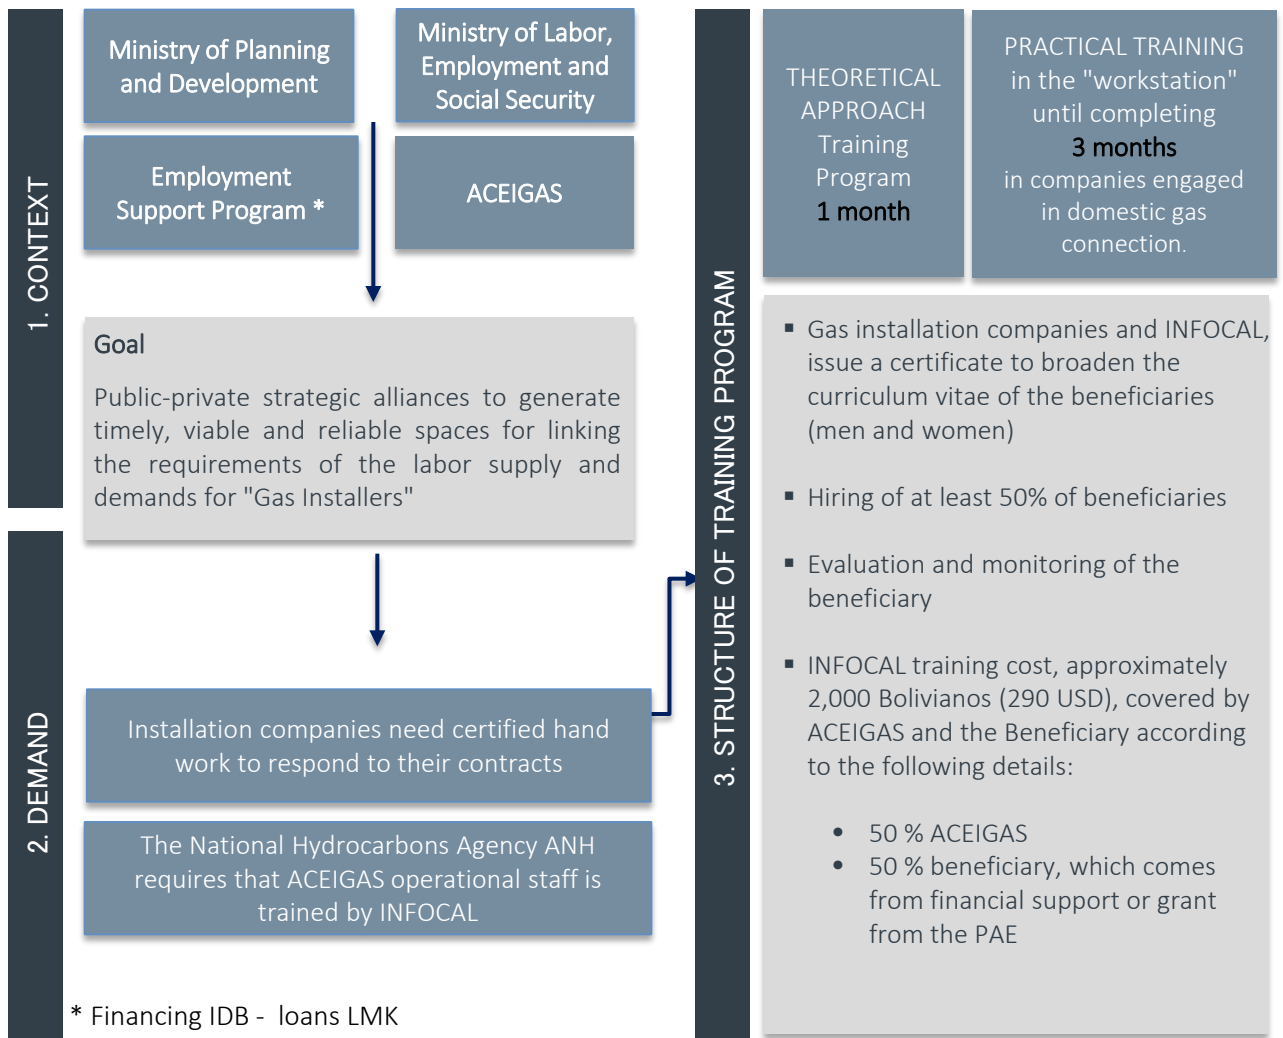 1. CONTEXT
Ministry of Planning
and Development
Ministry of Labor,
Employment and
Social Security
Employment
Support Program *
ACEIGAS
Goal
Public-private strategic alliances to generate
timely, viable and reliable spaces for linking
the requirements of the labor supply and
demands for "Gas Installers"
2. DEMAND
Installation companies need certified hand
work to respond to their contracts
The National Hydrocarbons Agency ANH
requires that ACEIGAS operational staff is
trained by INFOCAL
* Financing IDB - loans LMK
3. STRUCTURE OF TRAINING PROGRAM
THEORETICAL
APPROACH
Training
Program
1 month
PRACTICAL TRAINING
in the "workstation"
until completing
3 months
in companies engaged
in domestic gas
connection.
▪ Gas installation companies and INFOCAL,
issue a certificate to broaden the
curriculum vitae of the beneficiaries
(men and women)
▪ Hiring of at least 50% of beneficiaries
▪ Evaluation and monitoring of the
beneficiary
▪ INFOCAL training cost, approximately
2,000 Bolivianos (290 USD), covered by
ACEIGAS and the Beneficiary according
to the following details:
• 50 % ACEIGAS
• 50 % beneficiary, which comes
from financial support or grant
from the PAE